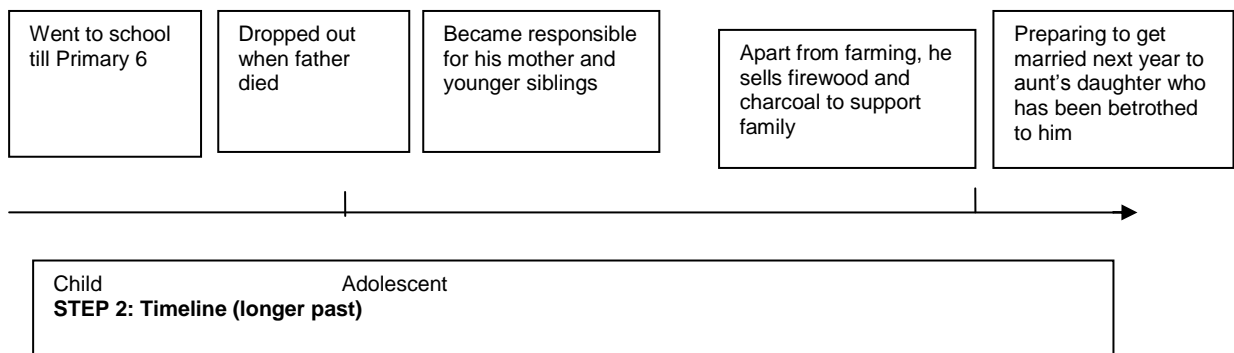 Went to school
till Primary 6
Dropped out
when father
died
Became responsible
for his mother and
younger siblings
Apart from farming, he
sells firewood and
charcoal to support
family
Preparing to get
married next year to
aunt's daughter who
has been betrothed
to him
Child Adolescent
STEP 2: Timeline (longer past)